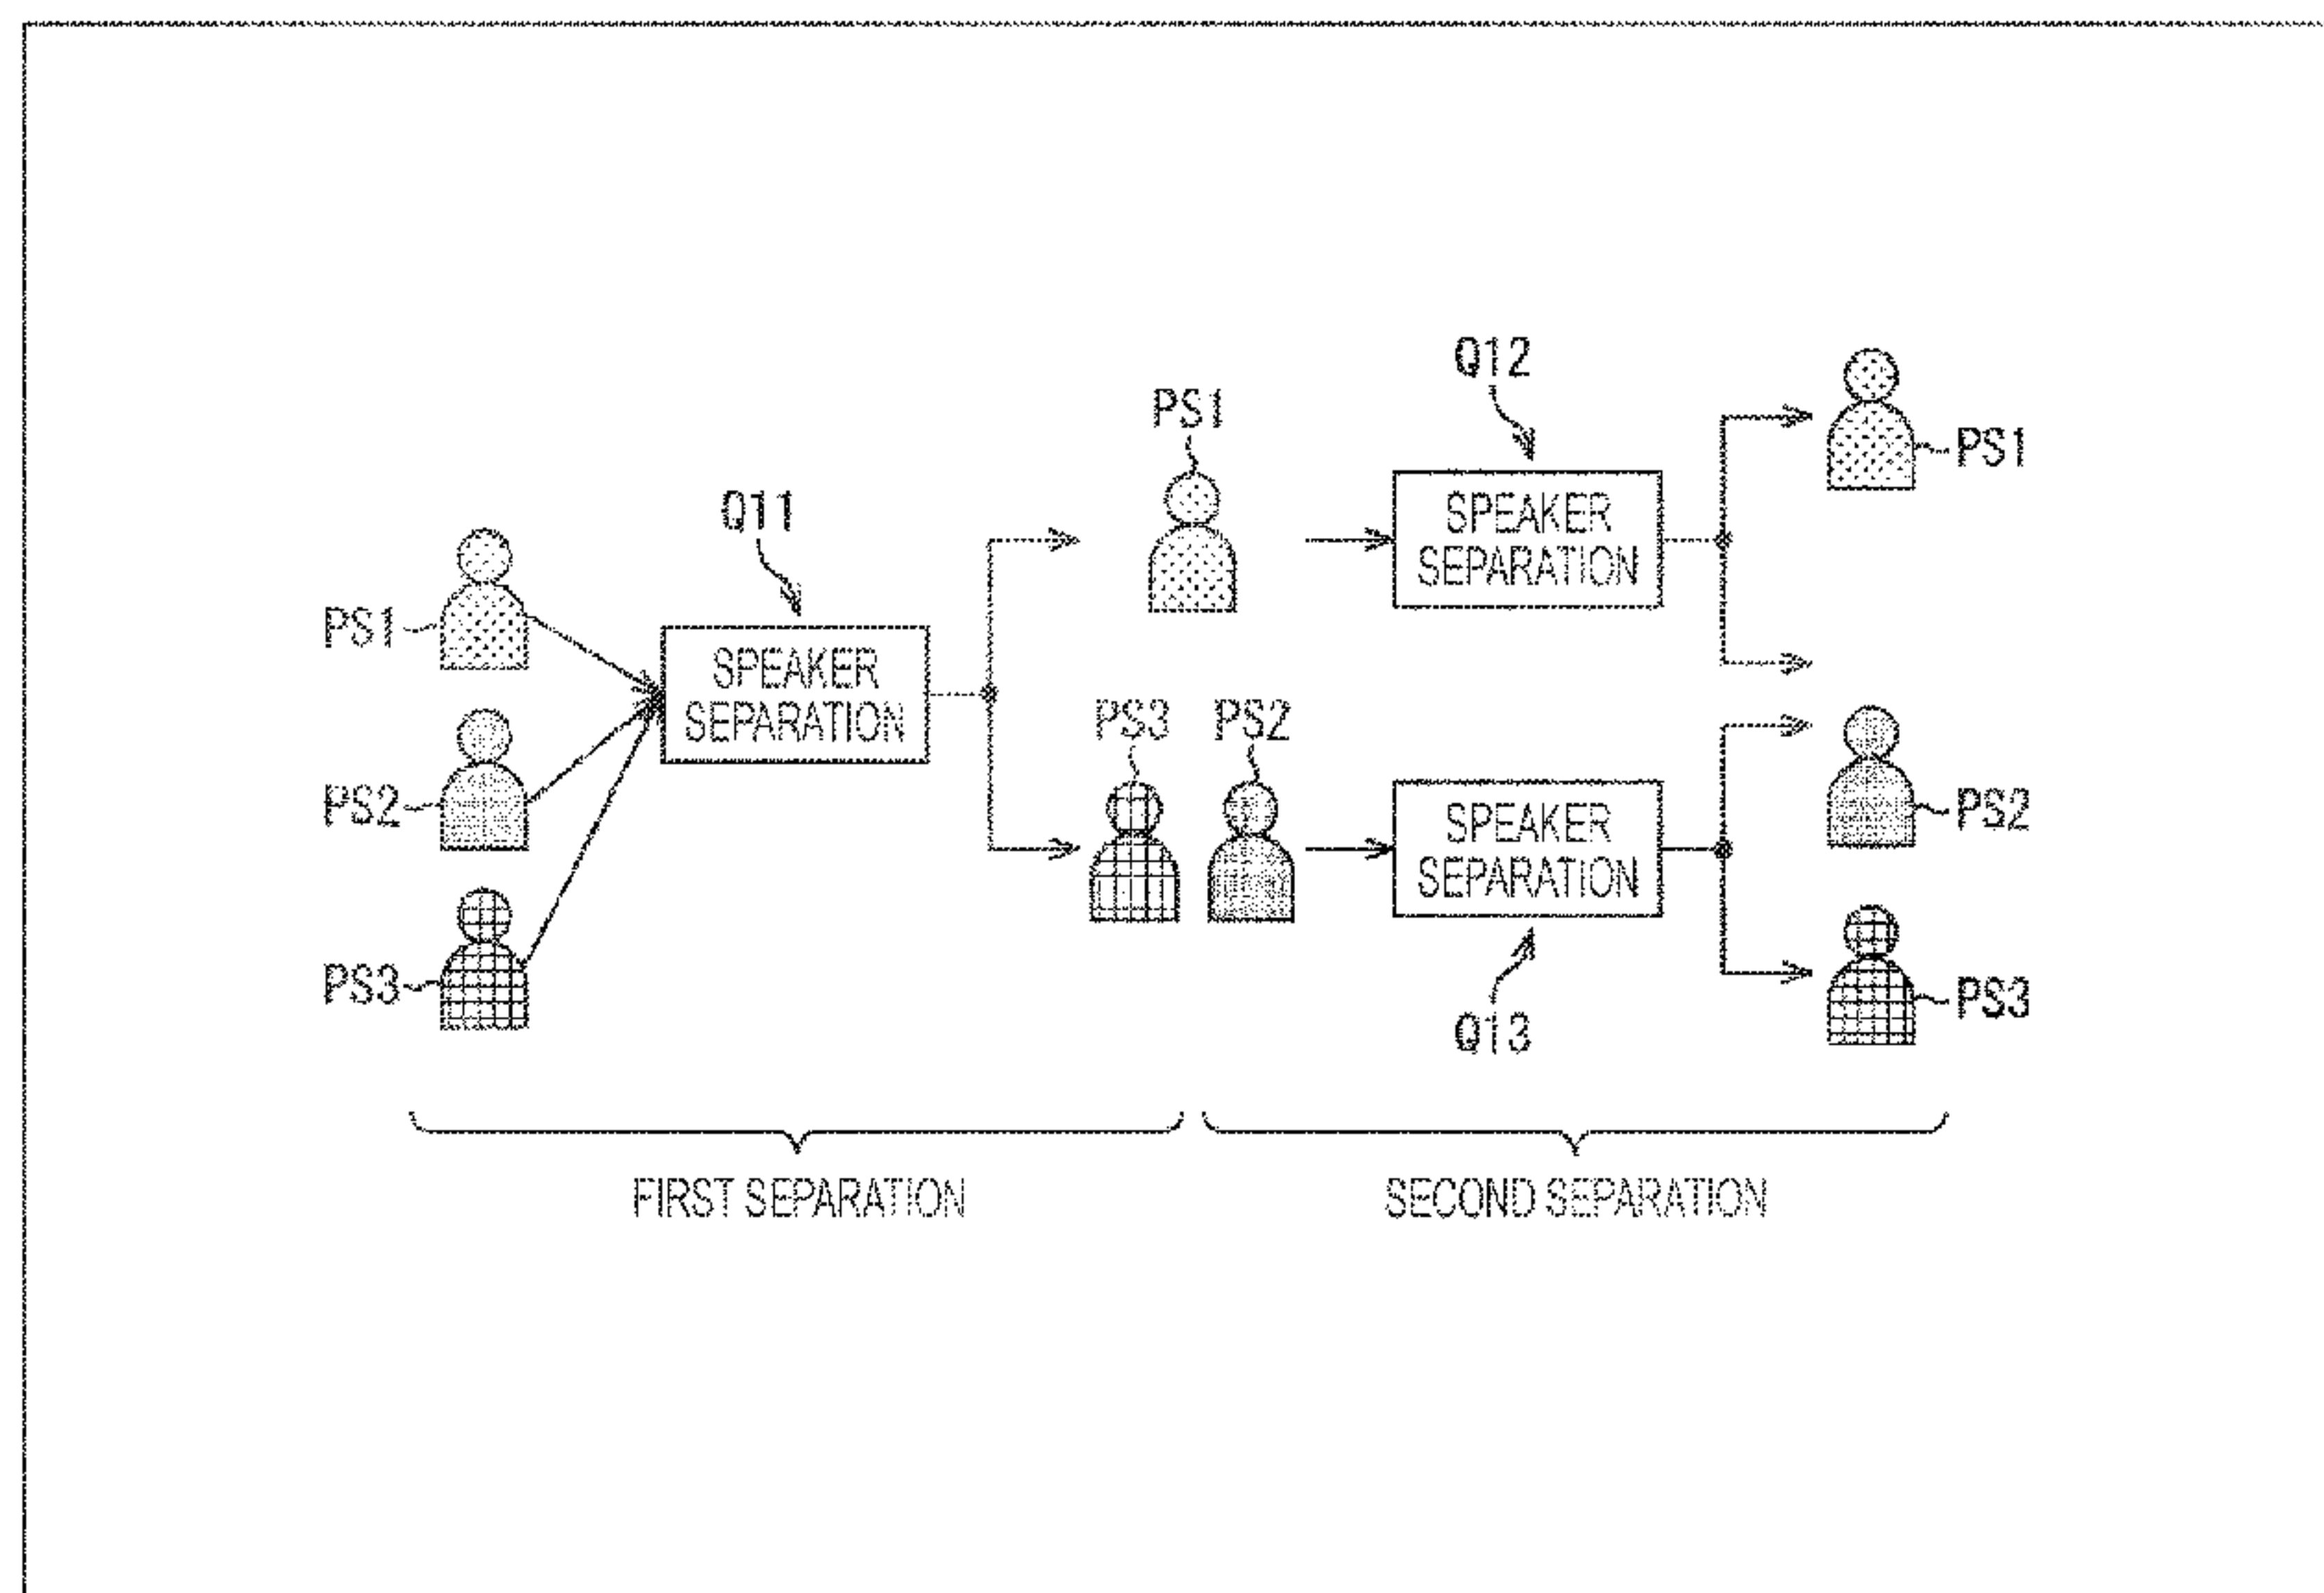 Q12
PS1
PS1
Q11
SPEAKER
SEPARATION
PS1
SPEAKER
SEPARATION
PS3
PS2
PS2
SPEAKER
SEPARATION
PS2
PS3
PS3
Q13
FIRST SEPARATION
SECOND SEPARATION